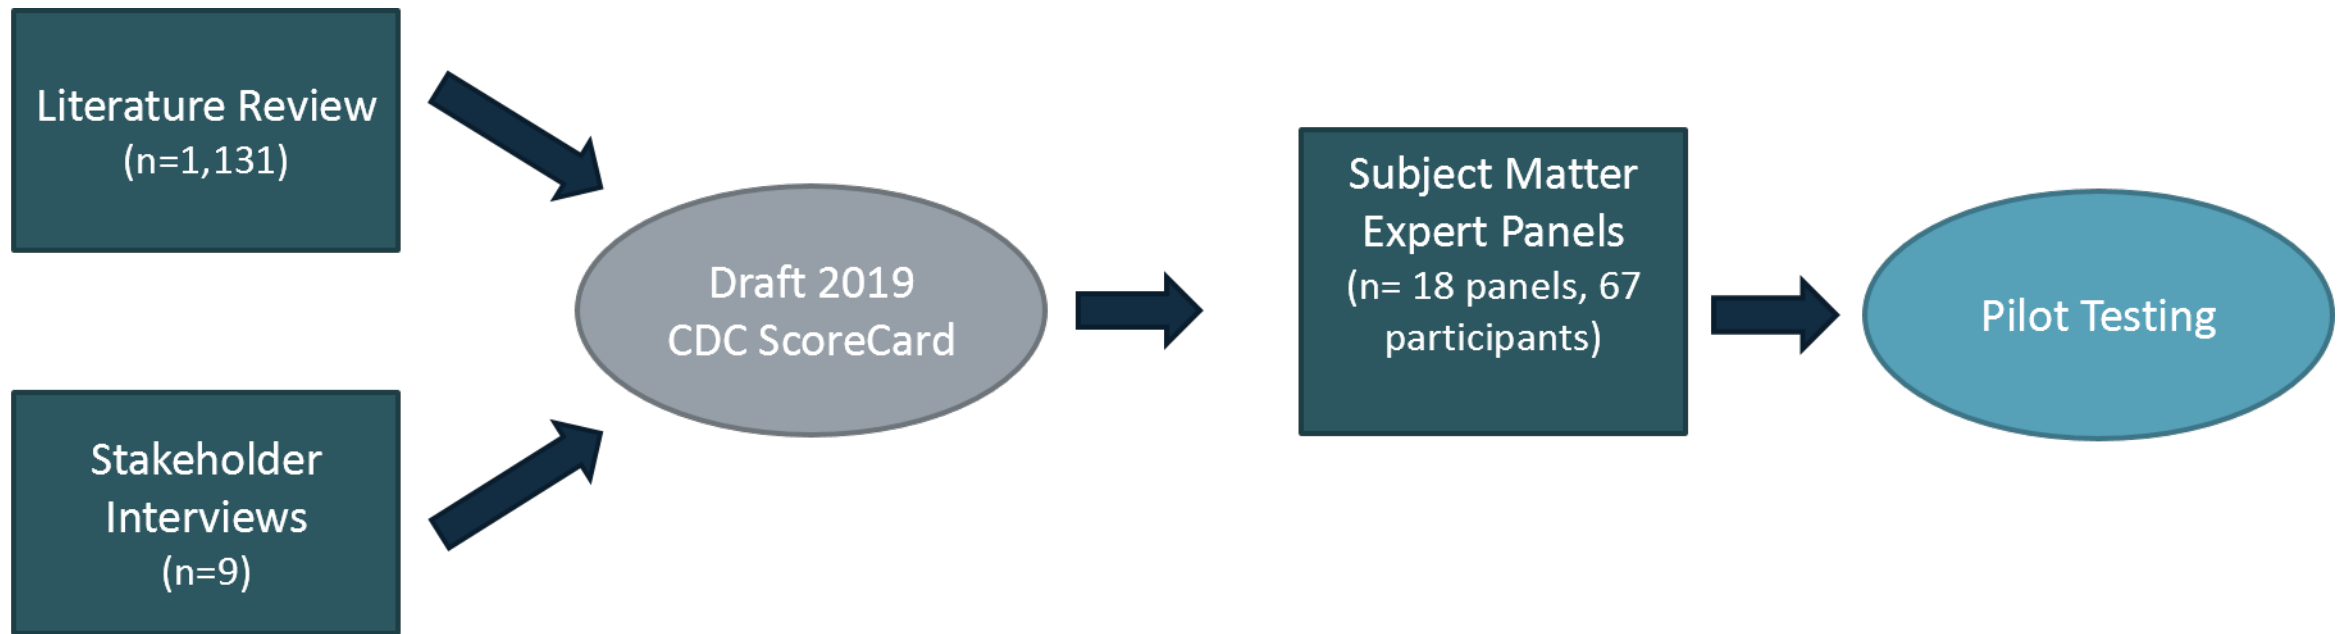 Literature Review
(n=1,131)
Stakeholder
Interviews
(n=9)
Draft 2019
CDC ScoreCard
Subject Matter
Expert Panels
(n= 18 panels, 67
participants)
Pilot Testing